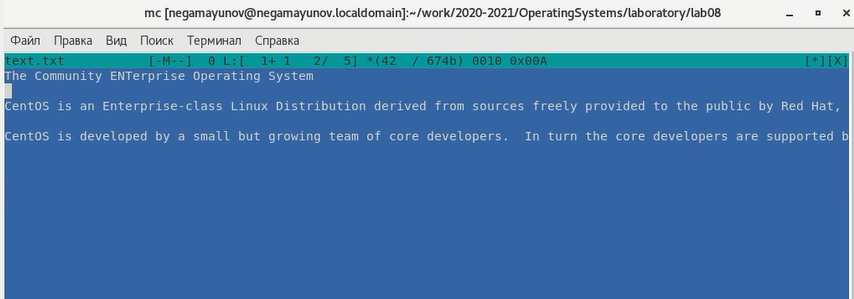 mc [negamayunov@negamayunov.localdomain]:~/work/2020-2021/OperatingSystems/laboratory/lab08
Файл Правка Вид Поиск Терминал Справка
text.txt [-M--] 0 L:[ 1+ 1 2/ 5] *(42 / 674b) 0010 0x00A [*][X]
The Community ENTerprise Operating System
CentOS is an Enterprise-class Linux Distribution derived from sources freely provided to the public by Red Hat,
CentOS is developed by a small but growing team of core developers. In turn the core developers are supported b